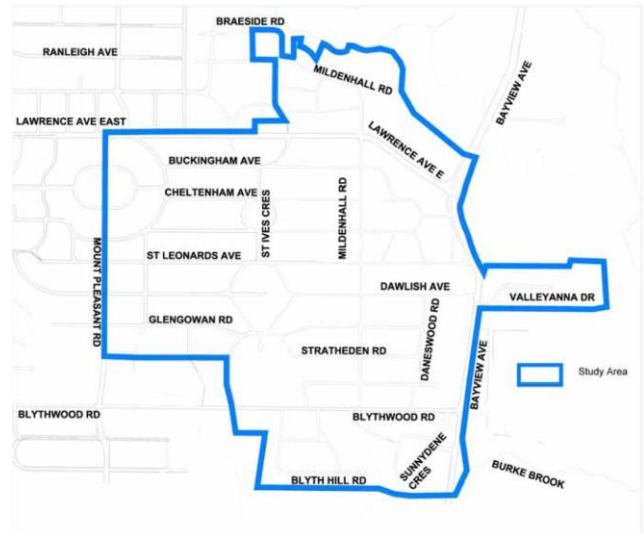 BRAESIDE RD
RANLEIGH AVE
MILDENHALL RD
BAYVIEW AVE
LAWRENCE AVE EAST
LAWRENCE AVE E
BUCKINGHAM AVE
CHELTENHAM AVE
ST IVES CRES
MILDENHALL RD
MOUNT PLEASANT RD
ST LEONARDS AVE
DAWLISH AVE
VALLEYANNA DR
GLENGOWAN RD
DANESWOOD RD
STRATHEDEN RD
BAYVIEW AVE
Study Area
BLYTHWOOD RD
BLYTHWOOD RD
SUNNYDENE
CRES
BLYTH HILL RD
BURKE BROOK